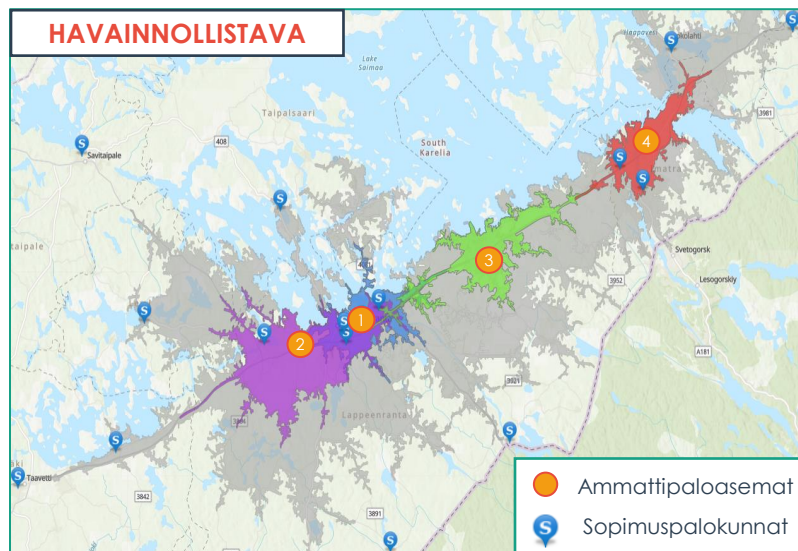 HAVAINNOLLISTAVA
Lake
Saimaa
Taipalsaari
408
South
Karelia
3981
Savitaipale
4
Svetogorsk
Lesogorskiy
3952
3
A181
1
2
3921
Lappeenranta
Taavetti
3842
3891
Ammattipaloasemat
S Sopimuspalokunnat